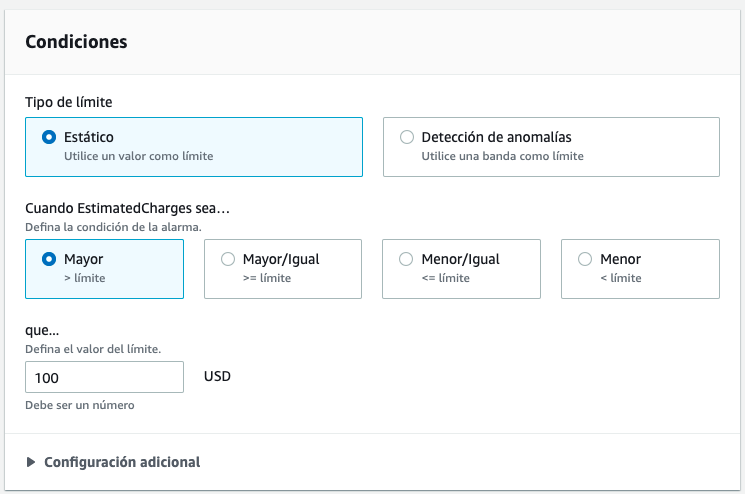 Condiciones
Tipo de límite
Estático
Utilice un valor como límite
Detección de anomalías
Utilice una banda como límite
Cuando EstimatedCharges sea…
Defina la condición de la alarma.
Mayor
> límite
Mayor/Igual
>= límite
Menor/Igual
<= límite
Menor
< límite
que…
Defina el valor del límite.
100 USD
Debe ser un número
Configuración adicional